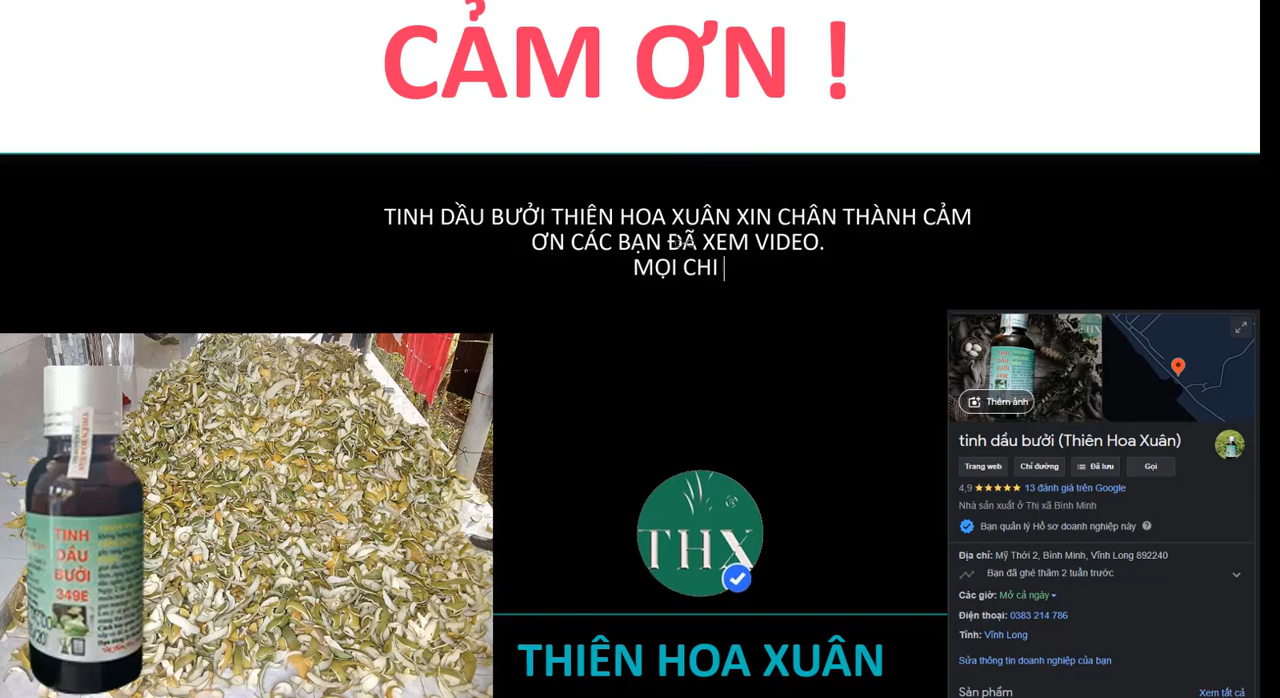 CẢM ƠN !
TINH DẦU BƯỞI THIÊN HOA XUÂN XIN CHÂN THÀNH CẢM
ƠN CÁC BẠN ĐÃ XEM VIDEO.
MỌI CHI
TINH
DẦU
BƯỞI
349E
THX
THIÊN HOA XUÂN
TINH
DẦU
BƯỞI
349E
Thêm ảnh
tinh dầu bưởi (Thiên Hoa Xuân)
Trang web
Chỉ đường
Đã lưu
Gọi
4,9 13 đánh giá trên Google
Nhà sản xuất ở Thị xã Bình Minh
Bạn quản lý Hồ sơ doanh nghiệp này
Địa chỉ: Mỹ Thới 2, Bình Minh, Vĩnh Long 892240
Bạn đã ghé thăm 2 tuần trước
Các giờ: Mở cả ngày
Điện thoại: 0383 214 786
Tỉnh: Vĩnh Long
Sửa thông tin doanh nghiệp của bạn
Sản phẩm
Xem tất cả